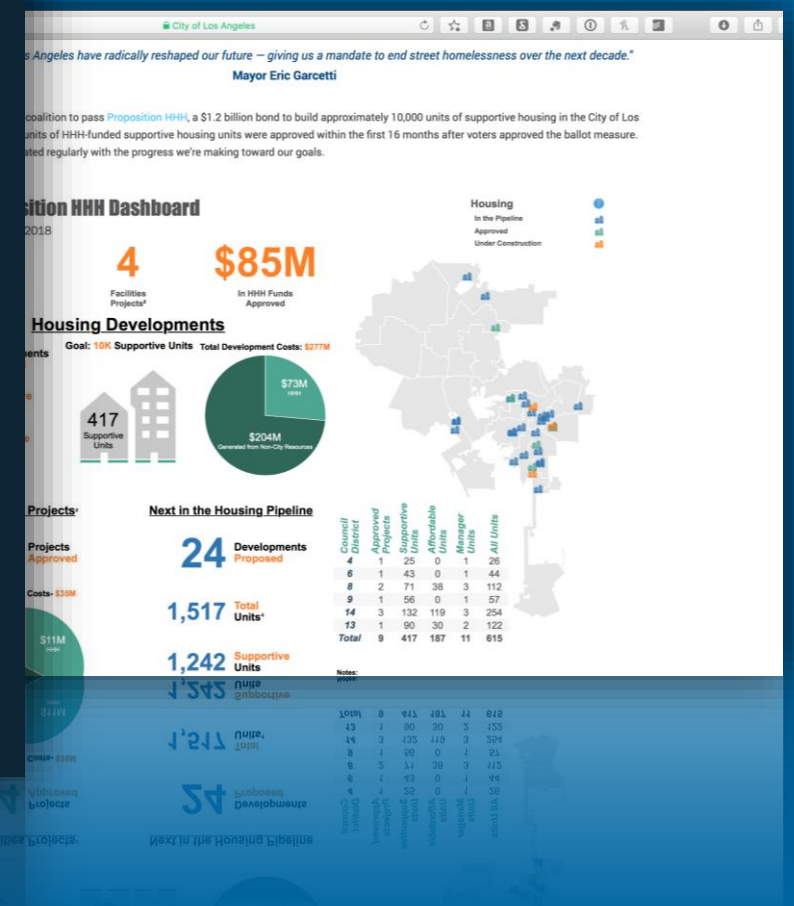 City of Los Angeles
s Angeles have radically reshaped our future — giving us a mandate to end street homelessness over the next decade."
Mayor Eric Garcetti
coalition to pass Proposition HHH, a $1.2 billion bond to build approximately 10,000 units of supportive housing in the City of Los
units of HHH-funded supportive housing units were approved within the first 16 months after voters approved the ballot measure.
ated regularly with the progress we're making toward our goals.
sition HHH Dashboard
2018
4
Facilities
Projects²
$85M
In HHH Funds
Approved
Housing
In the Pipeline
Approved
Under Construction
Housing Developments
ents
Goal: 10K Supportive Units
Total Development Costs: $277M
417
Supportive
Units
$73M
HHH
$204M
Generated from Non-City Resources
Projects
Projects
Approved
Costs- $35M
$11M
HHH
Next in the Housing Pipeline
24 Developments
Proposed
1,517 Total
Units
1,242 Supportive
Units
Council District Approved Projects Supportive Units Affordable Units Manager Units All Units
4 1 25 0 1 26
6 1 43 0 1 44
8 2 71 38 3 112
9 1 56 0 1 57
14 3 132 119 3 254
13 1 90 30 2 122
Total 9 417 187 11 615
Notes: